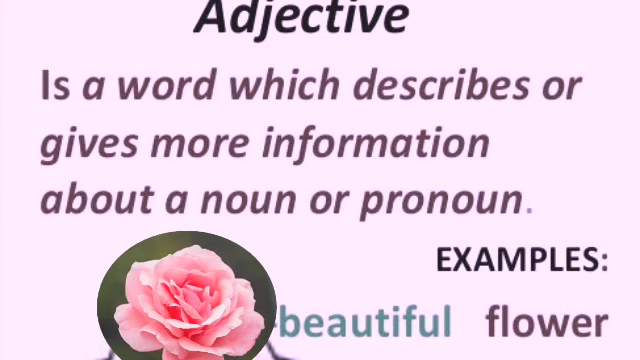 Adjective
Is a word which describes or
gives more information
about a noun or pronoun.
EXAMPLES:
-beautiful flower